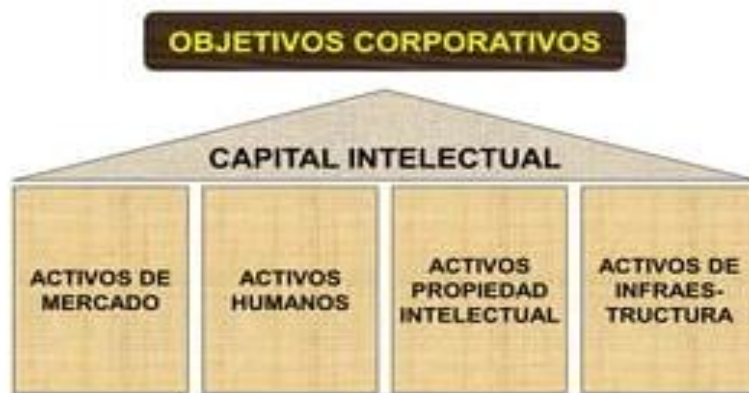 OBJETIVOS CORPORATIVOS
CAPITAL INTELECTUAL
ACTIVOS DE
MERCADO
ACTIVOS
HUMANOS
ACTIVOS
PROPIEDAD
INTELECTUAL
ACTIVOS DE
INFRAES-
TRUCTURA